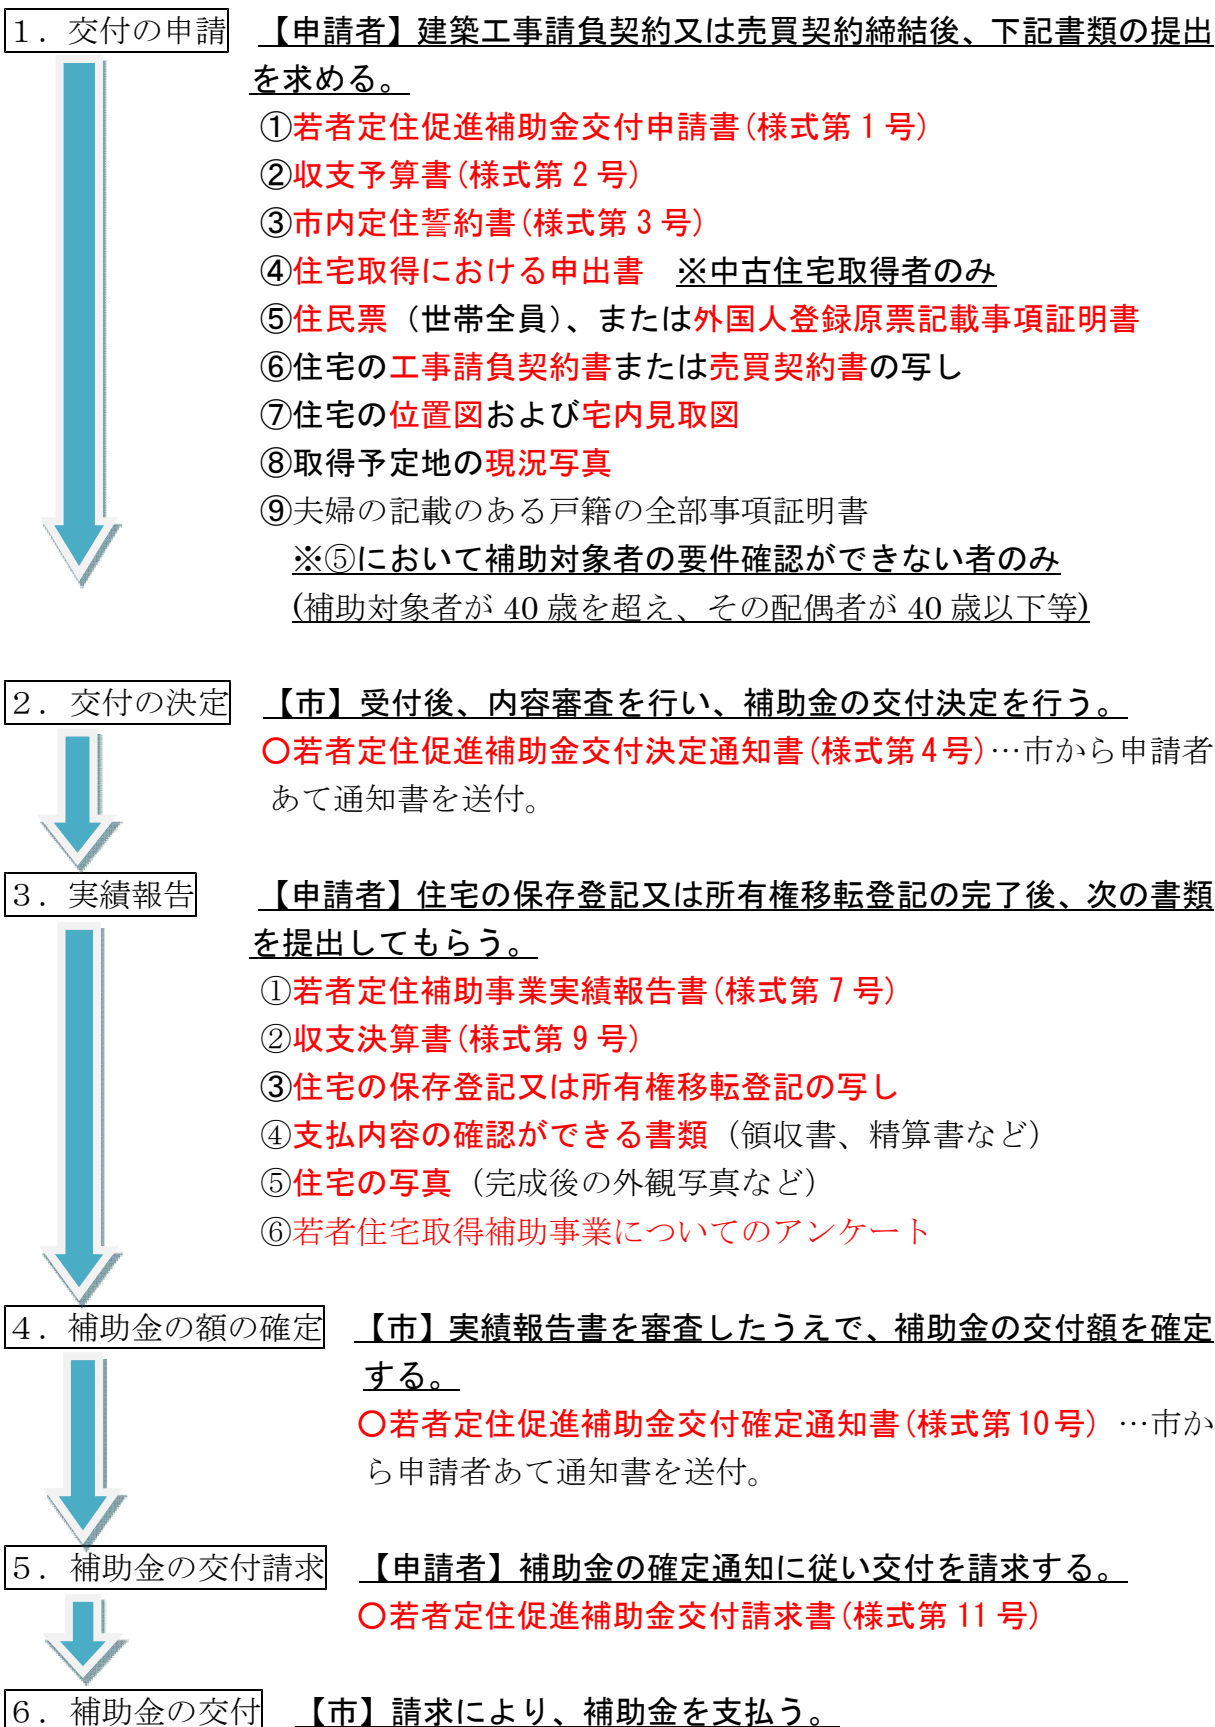 １．交付の申請　【申請者】建築工事請負契約又は売買契約締結後、下記書類の提出
を求める。
①若者定住促進補助金交付申請書(様式第1号)
②収支予算書(様式第2号)
③市内定住誓約書(様式第3号)
④住宅取得における申出書　※中古住宅取得者のみ
⑤住民票（世帯全員）、または外国人登録原票記載事項証明書
⑥住宅の工事請負契約書または売買契約書の写し
⑦住宅の位置図および宅内見取図
⑧取得予定地の現況写真
⑨夫婦の記載のある戸籍の全部事項証明書
※⑤において補助対象者の要件確認ができない者のみ
(補助対象者が 40 歳を超え、その配偶者が 40 歳以下等)
２．交付の決定　【市】受付後、内容審査を行い、補助金の交付決定を行う。
〇若者定住促進補助金交付決定通知書(様式第4号)…市から申請者
あて通知書を送付。
３．実績報告　【申請者】住宅の保存登記又は所有権移転登記の完了後、次の書類
を提出してもらう。
①若者定住補助事業実績報告書(様式第7号)
②収支決算書(様式第9号)
③住宅の保存登記又は所有権移転登記の写し
④支払内容の確認ができる書類（領収書、精算書など）
⑤住宅の写真（完成後の外観写真など）
⑥若者住宅取得補助事業についてのアンケート
４．補助金の額の確定　【市】実績報告書を審査したうえで、補助金の交付額を確定
する。
〇若者定住促進補助金交付確定通知書(様式第10号) …市か
ら申請者あて通知書を送付。
５．補助金の交付請求　【申請者】補助金の確定通知に従い交付を請求する。
〇若者定住促進補助金交付請求書(様式第11号)
６．補助金の交付　【市】請求により、補助金を支払う。